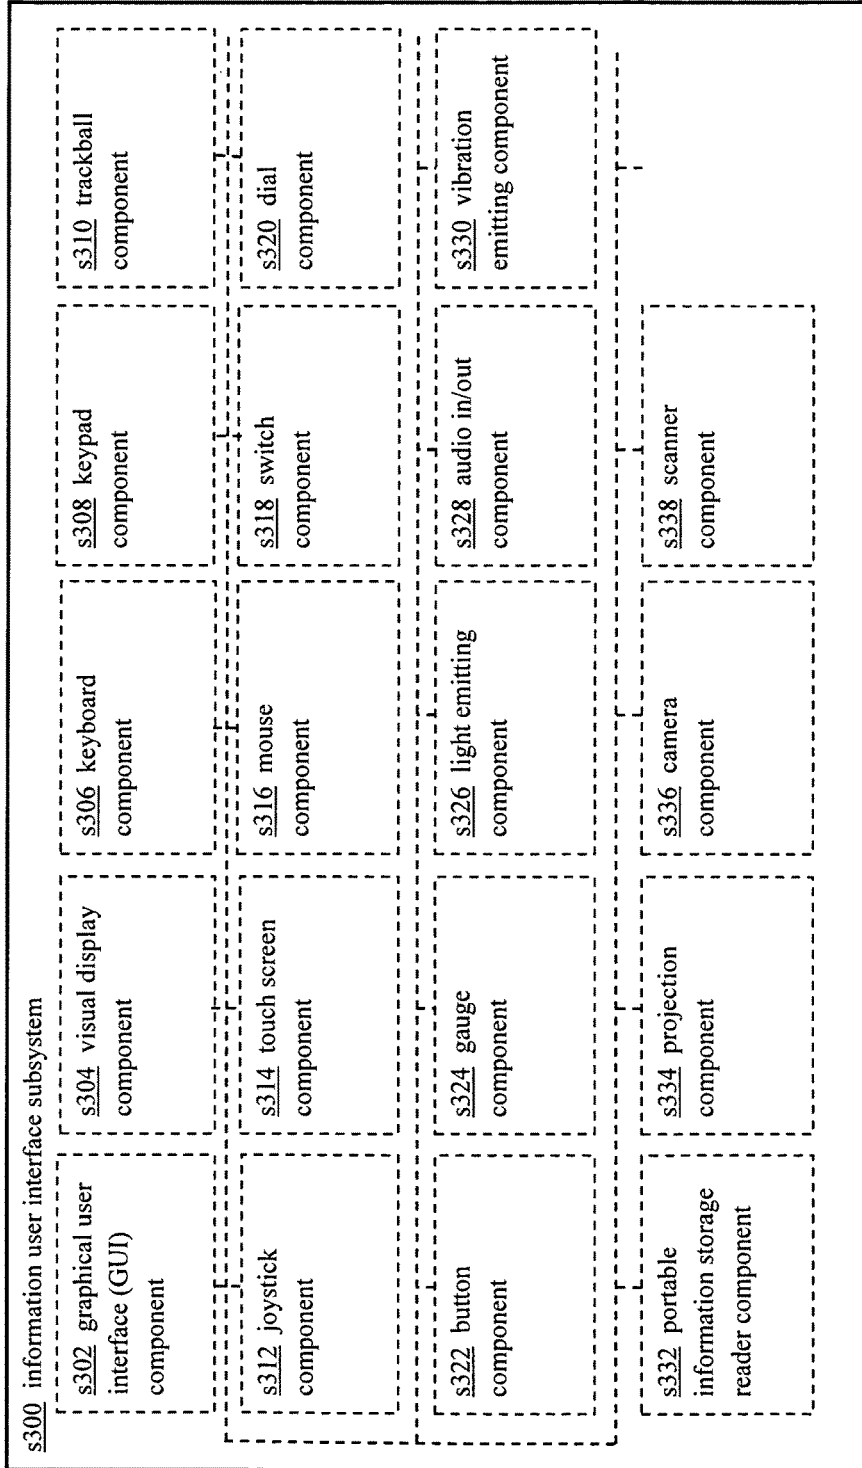 s300 information user interface subsystem
s302 graphical user
interface (GUI)
component
s304 visual display
component
s306 keyboard
component
s308 keypad
component
s310 trackball
component
s312 joystick
component
s314 touch screen
component
s316 mouse
component
s318 switch
component
s320 dial
component
s322 button
component
s324 gauge
component
s326 light emitting
component
s328 audio in/out
component
s330 vibration
emitting component
s332 portable
information storage
reader component
s334 projection
component
s336 camera
component
s338 scanner
component